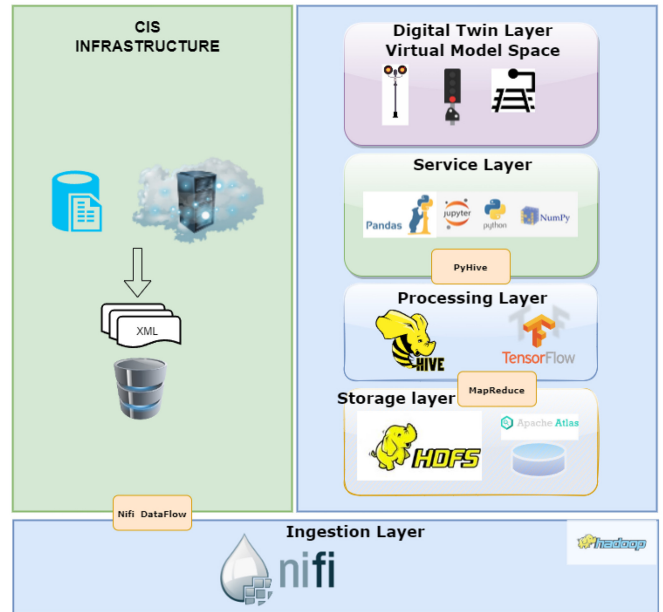 CIS
INFRASTRUCTURE
XML
Nifi DataFlow
Digital Twin Layer
Virtual Model Space
Service Layer
Pandas
jupyter
python
NumPy
PyHive
Processing Layer
HIVE
TensorFlow
MapReduce
Storage layer
HDFS
Apache Atlas
Ingestion Layer
nifi
hadoop